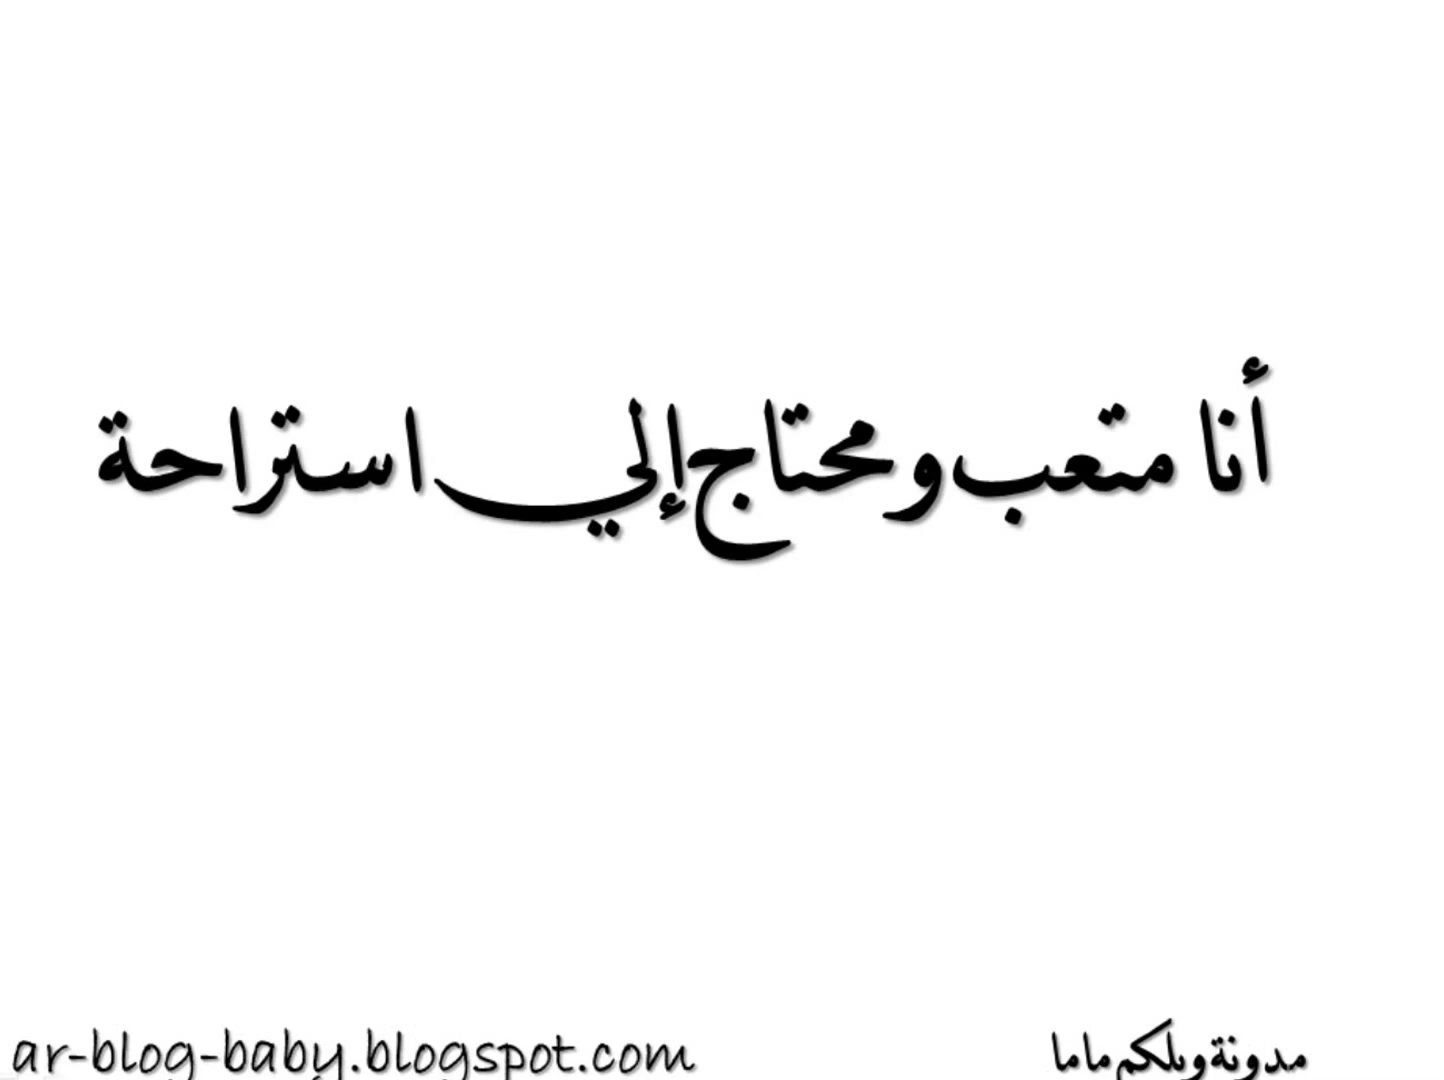 أنا متعب ومحتاج إلي استراحة
ar-blog-baby.blogspot.com
مدونة ويلكم ماما